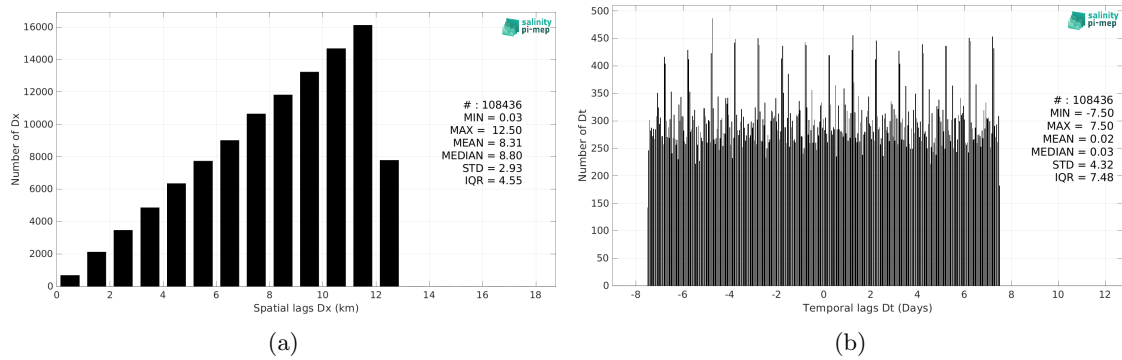 salinity
pi-mep
# : 108436
MIN = 0.03
MAX = 12.50
MEAN = 8.31
MEDIAN = 8.80
STD = 2.93
IQR = 4.55
Number of Dx
16000
14000
12000
10000
8000
6000
4000
2000
0
0 2 4 6 8 10 12 14 16 18
Spatial lags Dx (km)
(a)
salinity
pi-mep
# : 108436
MIN = -7.50
MAX = 7.50
MEAN = 0.02
MEDIAN = 0.03
STD = 4.32
IQR = 7.48
Number of Dt
500
450
400
350
300
250
200
150
100
50
0
-8 -6 -4 -2 0 2 4 6 8 10 12
Temporal lags Dt (Days)
(b)